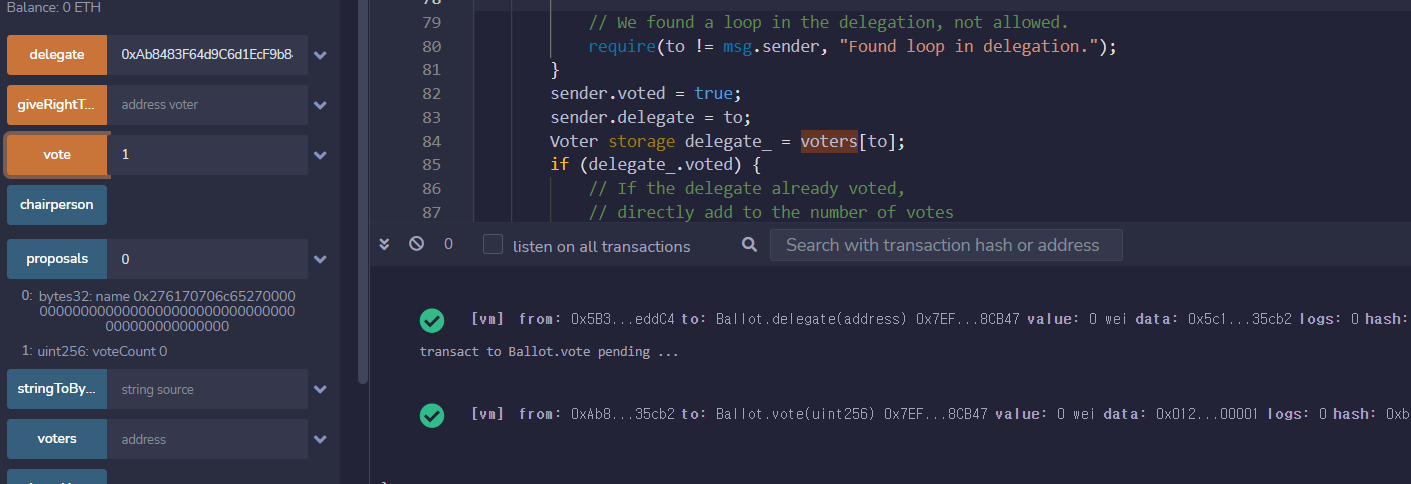 Balance: 0 ETH
delegate 0xAb8483F64d9C6d1EcF9b8
giveRightT... address voter
vote 1
chairperson
proposals 0
0: bytes32: name 0x276170706c65270000
1: uint256: voteCount 0
stringToBy... string source
voters address
79 // We found a loop in the delegation, not allowed.
80 require(to != msg.sender, "Found loop in delegation.");
81 }
82 sender.voted = true;
83 sender.delegate = to;
84 Voter storage delegate_ = voters[to];
85 if (delegate_.voted) {
86 // If the delegate already voted,
87 // directly add to the number of votes
0 listen on all transactions Search with transaction hash or address
[vm] from: 0x5B3...eddC4 to: Ballot.delegate(address) 0x7EF...8CB47 value: 0 wei data: 0x5c1...35cb2 logs: 0 hash:
transact to Ballot.vote pending ...
[vm] from: 0xAb8...35cb2 to: Ballot.vote(uint256) 0x7EF...8CB47 value: 0 wei data: 0x012...00001 logs: 0 hash: 0xb